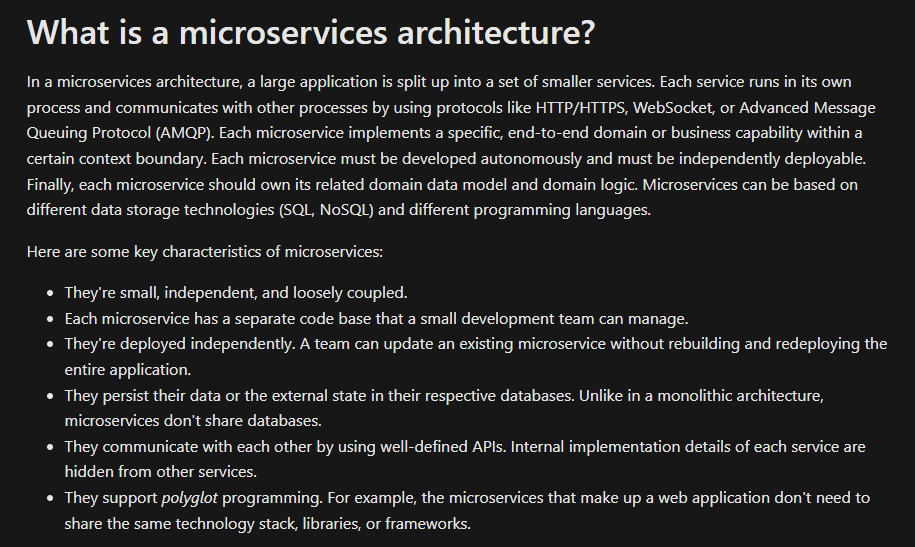 What is a microservices architecture?
In a microservices architecture, a large application is split up into a set of smaller services. Each service runs in its own
process and communicates with other processes by using protocols like HTTP/HTTPS, WebSocket, or Advanced Message
Queuing Protocol (AMQP). Each microservice implements a specific, end-to-end domain or business capability within a
certain context boundary. Each microservice must be developed autonomously and must be independently deployable.
Finally, each microservice should own its related domain data model and domain logic. Microservices can be based on
different data storage technologies (SQL, NoSQL) and different programming languages.
Here are some key characteristics of microservices:
• They're small, independent, and loosely coupled.
• Each microservice has a separate code base that a small development team can manage.
• They're deployed independently. A team can update an existing microservice without rebuilding and redeploying the
entire application.
• They persist their data or the external state in their respective databases. Unlike in a monolithic architecture,
microservices don't share databases.
• They communicate with each other by using well-defined APIs. Internal implementation details of each service are
hidden from other services.
• They support polyglot programming. For example, the microservices that make up a web application don't need to
share the same technology stack, libraries, or frameworks.